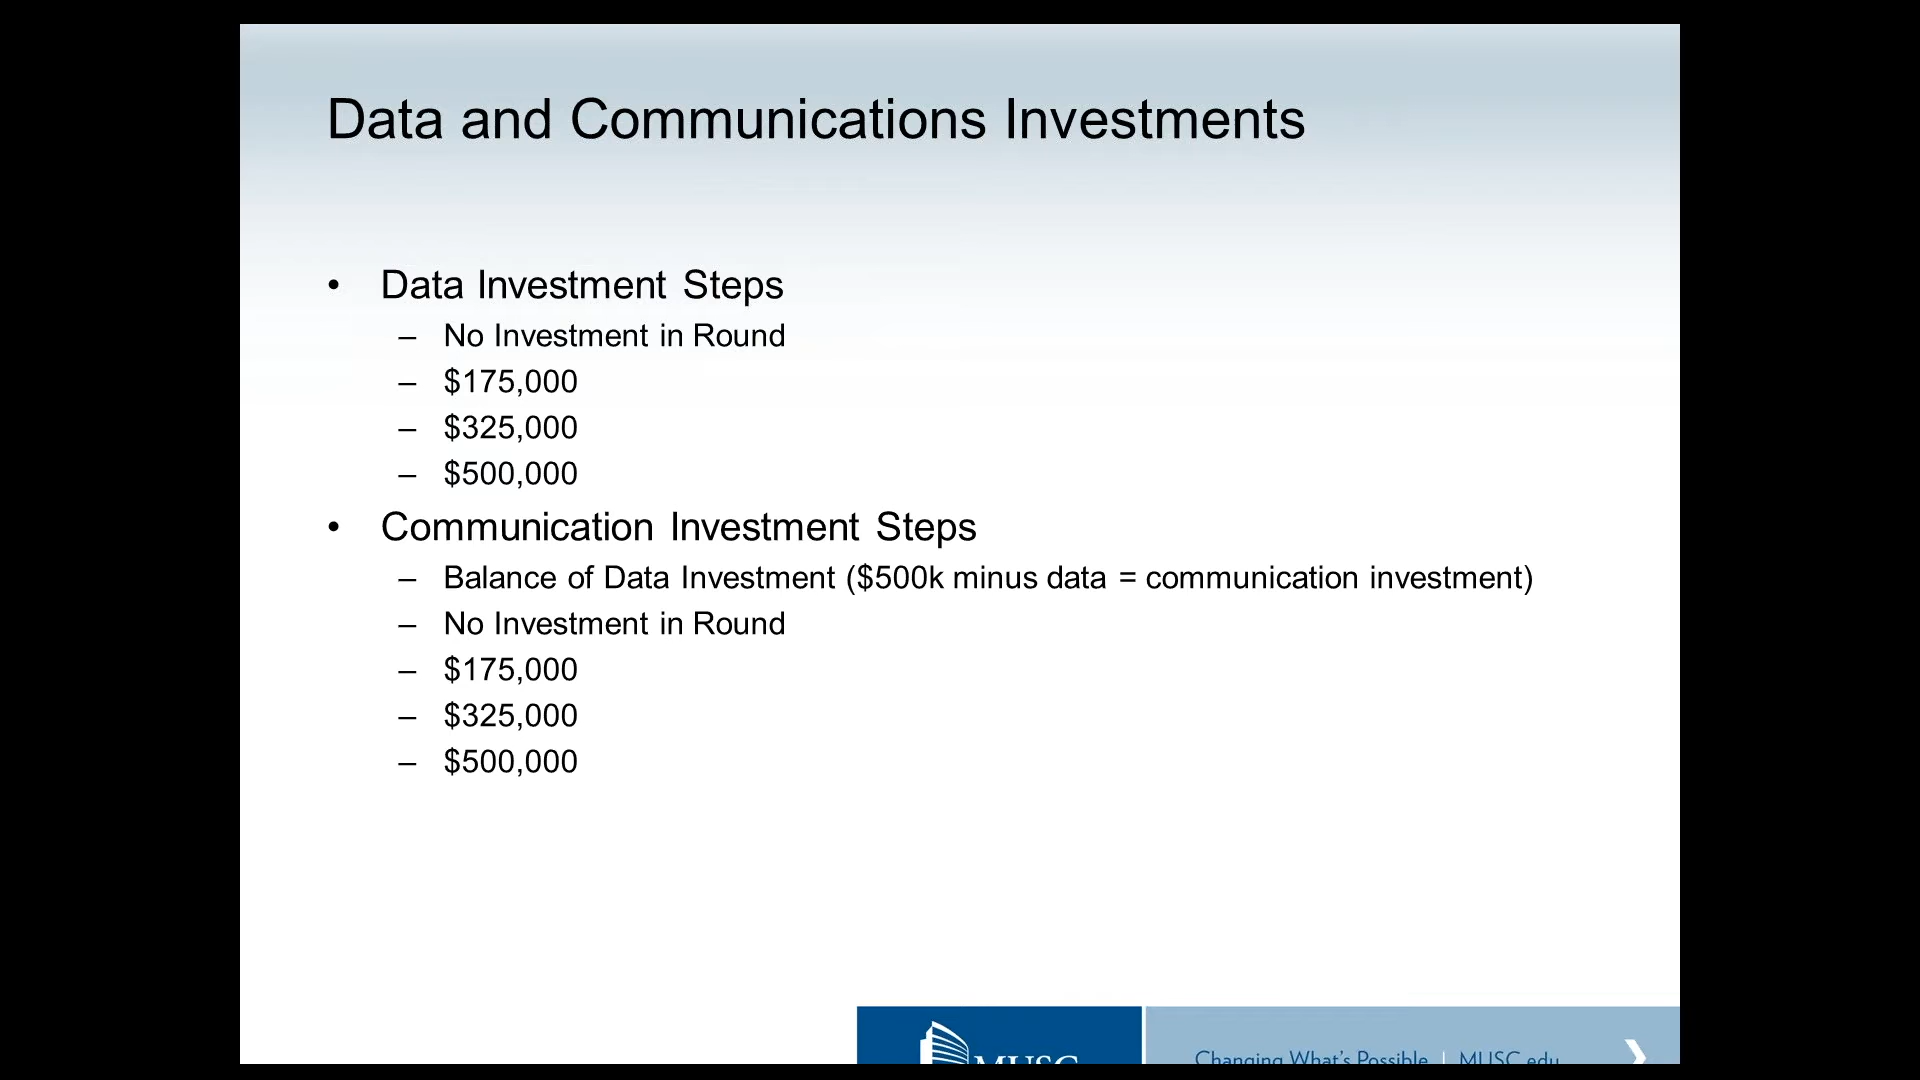 Data and Communications Investments
• Data Investment Steps
– No Investment in Round
– $175,000
– $325,000
– $500,000
• Communication Investment Steps
– Balance of Data Investment ($500k minus data = communication investment)
– No Investment in Round
– $175,000
– $325,000
– $500,000
MUSC
Changing What's Possible | MUSC.edu